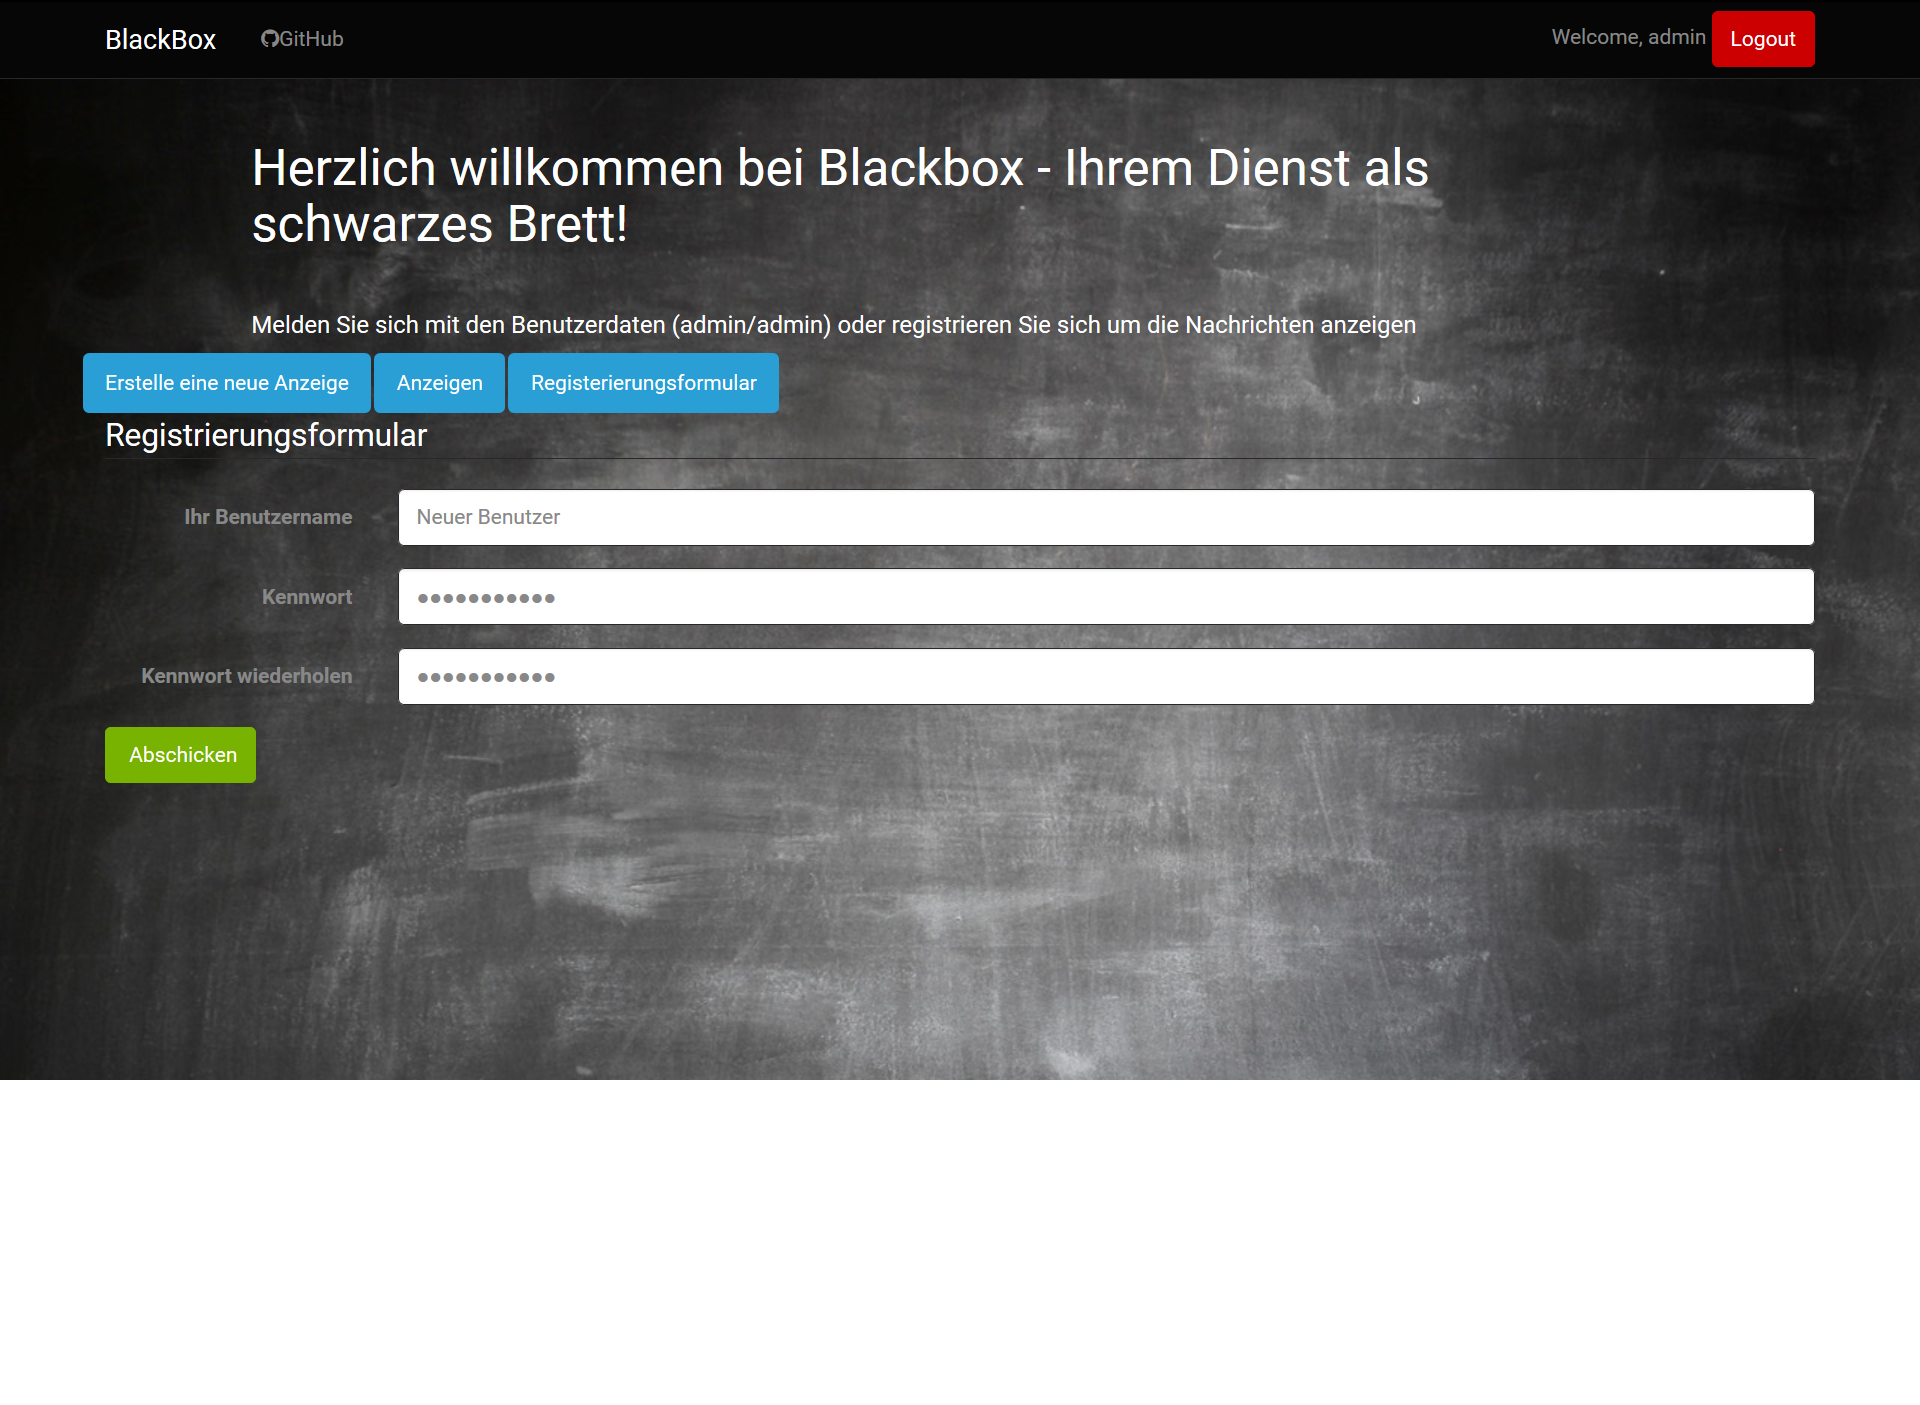 BlackBox GitHub Welcome, admin Logout
Herzlich willkommen bei Blackbox - Ihrem Dienst als
schwarzes Brett!
Melden Sie sich mit den Benutzerdaten (admin/admin) oder registrieren Sie sich um die Nachrichten anzeigen
Erstelle eine neue Anzeige Anzeigen Registerierungsformular
Registrierungsformular
Ihr Benutzername Neuer Benutzer
Kennwort •••••••••••
Kennwort wiederholen •••••••••••
Abschicken